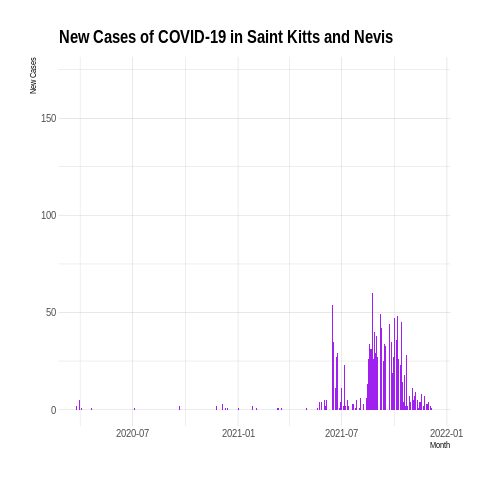 New Cases of COVID-19 in Saint Kitts and Nevis
New Cases
150
100
50
0
2020-07
2021-01
2021-07
2022-01
Month